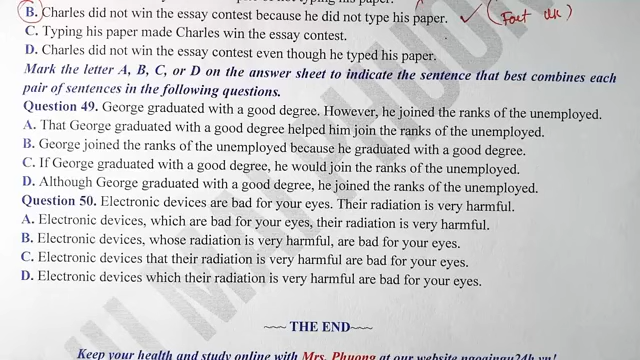 B. Charles did not win the essay contest because he did not type his paper. ✓ (Fact
C. Typing his paper made Charles win the essay contest.
D. Charles did not win the essay contest even though he typed his paper.
Mark the letter A, B, C, or D on the answer sheet to indicate the sentence that best combines each
pair of sentences in the following questions.
Question 49. George graduated with a good degree. However, he joined the ranks of the unemployed.
A. That George graduated with a good degree helped him join the ranks of the unemployed.
B. George joined the ranks of the unemployed because he graduated with a good degree.
C. If George graduated with a good degree, he would join the ranks of the unemployed.
D. Although George graduated with a good degree, he joined the ranks of the unemployed.
Question 50. Electronic devices are bad for your eyes. Their radiation is very harmful.
A. Electronic devices, which are bad for your eyes, their radiation is very harmful.
B. Electronic devices, whose radiation is very harmful, are bad for your eyes.
C. Electronic devices that their radiation is very harmful are bad for your eyes.
D. Electronic devices which their radiation is very harmful are bad for your eyes.
~~~ THE END~~~
Keep your health and study online with Mrs. Phuong at our website ngoaingu24h.vn!